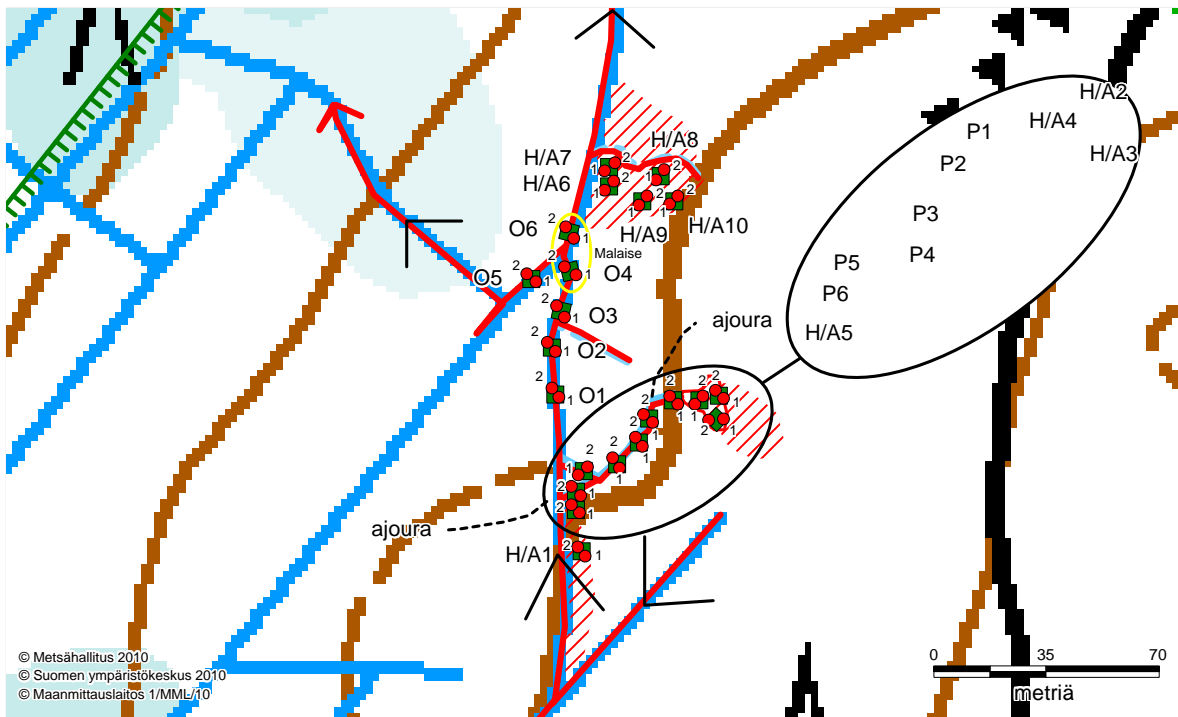 H/A2
H/A4
P1
H/A8
H/A7
H/A3
P2
H/A6
P3
H/A10
O6
H/A9
Malaise
P4
P5
O5
O4
P6
O3
ajoura
H/A5
O2
O1
ajoura
H/A1
© Metsähallitus 2010
© Suomen ympäristökeskus 2010
© Maanmittauslaitos 1/MML/10
0 35 70
metriä